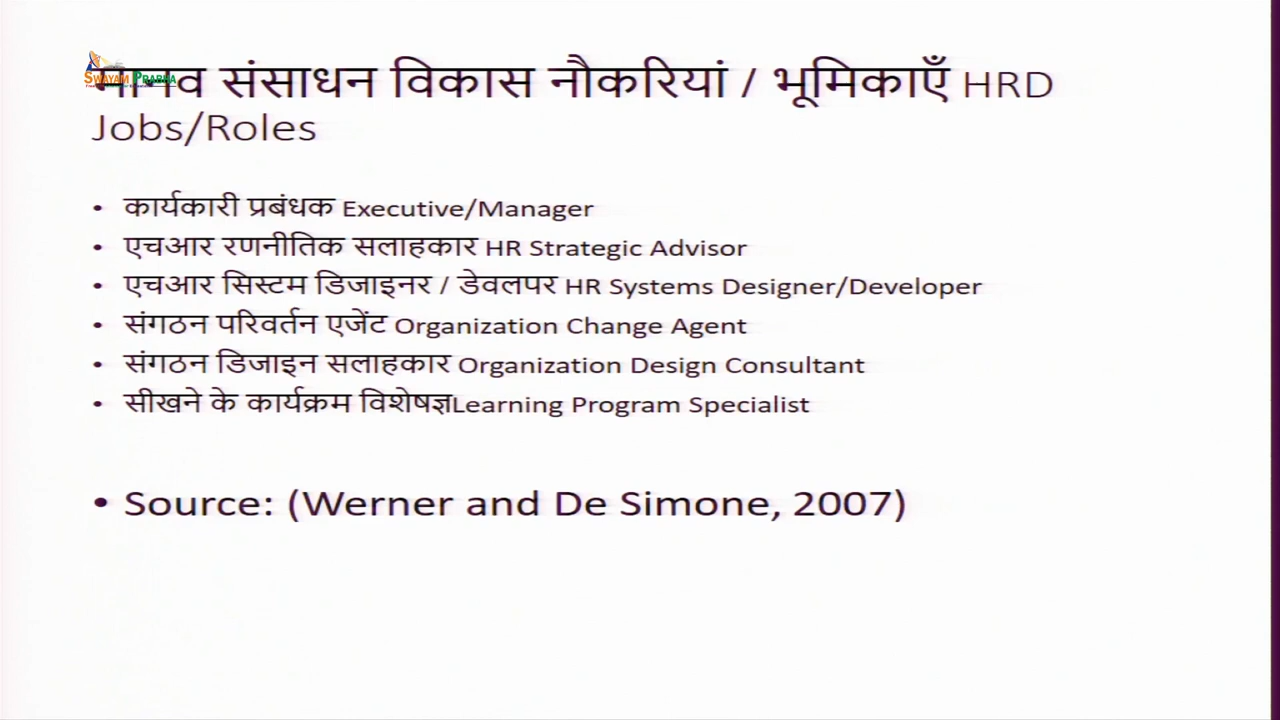 SWAYAM PRABHA
मानव संसाधन विकास नौकरियां / भूमिकाएँ HRD
Jobs/Roles
• कार्यकारी प्रबंधक Executive/Manager
• एचआर रणनीतिक सलाहकार HR Strategic Advisor
• एचआर सिस्टम डिजाइनर / डेवलपर HR Systems Designer/Developer
• संगठन परिवर्तन एजेंट Organization Change Agent
• संगठन डिजाइन सलाहकार Organization Design Consultant
• सीखने के कार्यक्रम विशेषज्ञLearning Program Specialist
• Source: (Werner and De Simone, 2007)